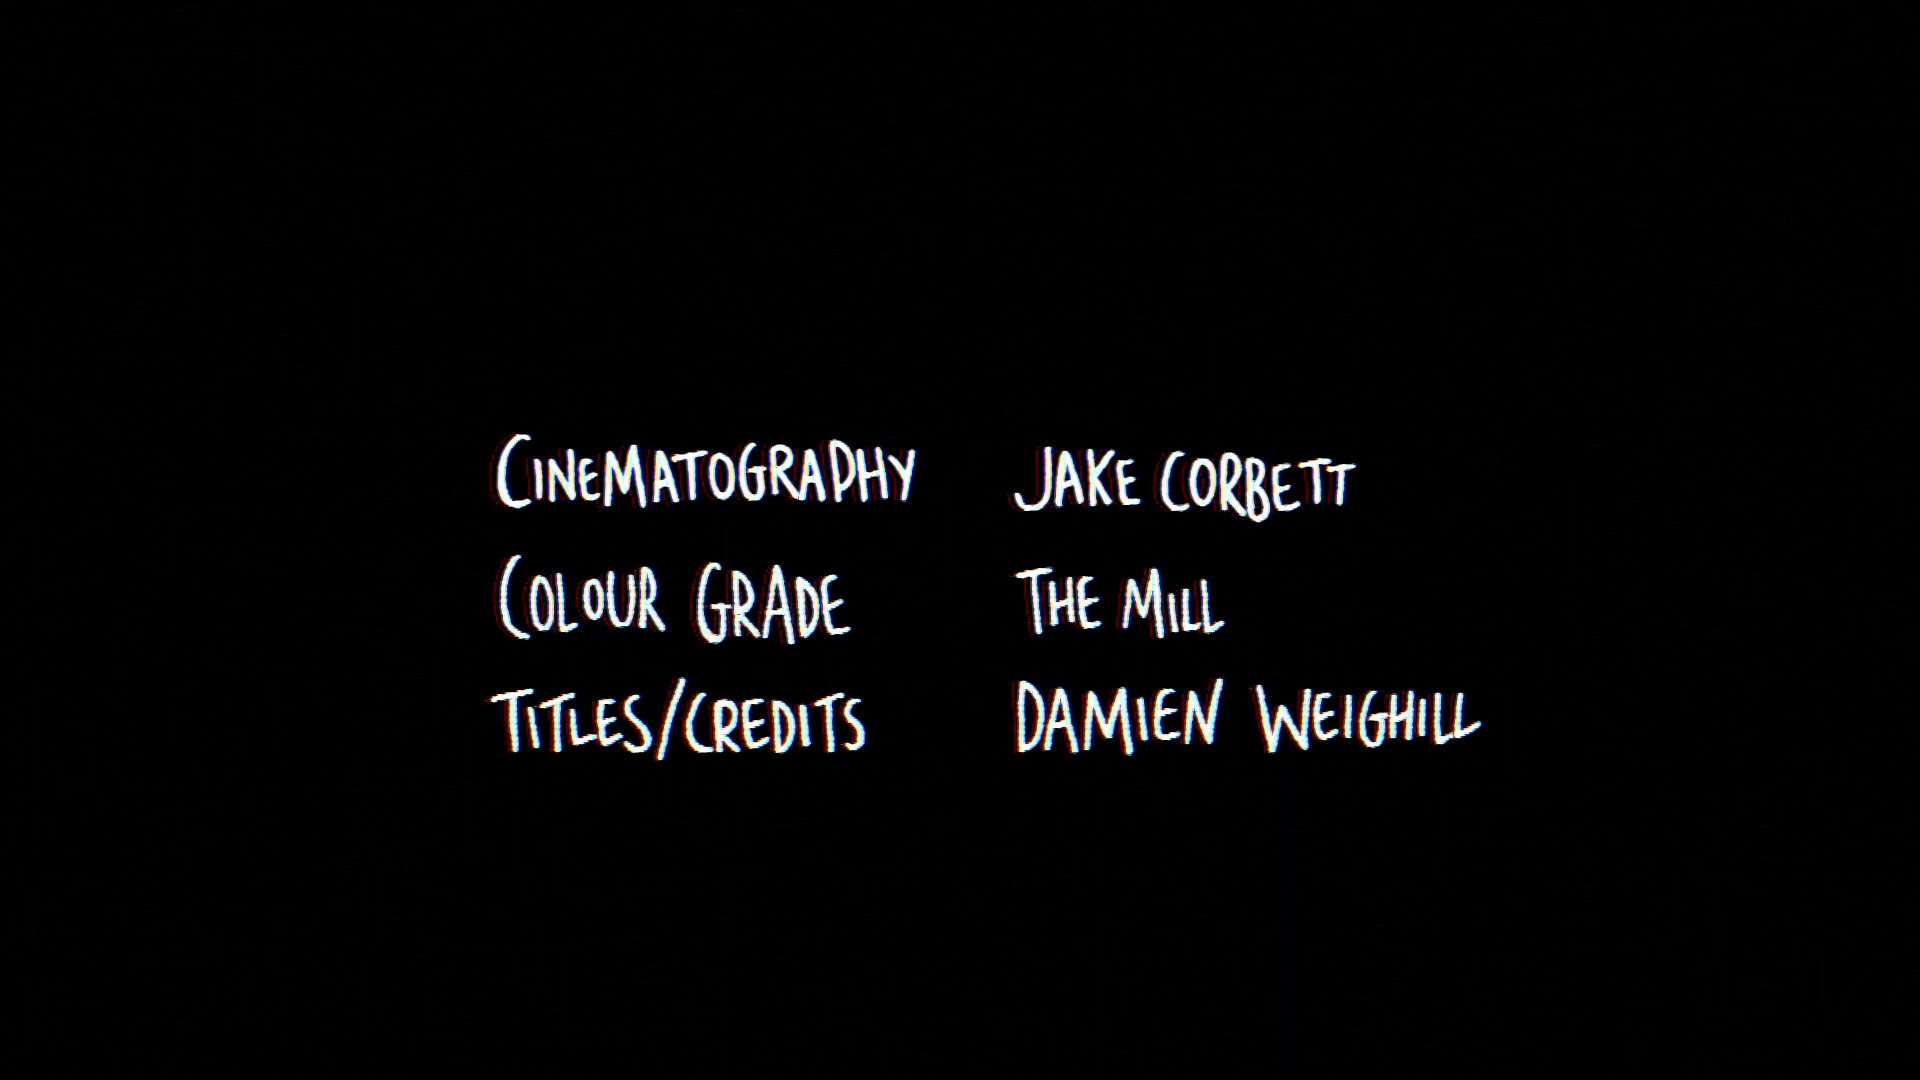 CINEMATOGRAPHY JAKE CORBETT
COLOUR GRADE THE MILL
TITLES/CREDITS DAMIEN WEIGHILL